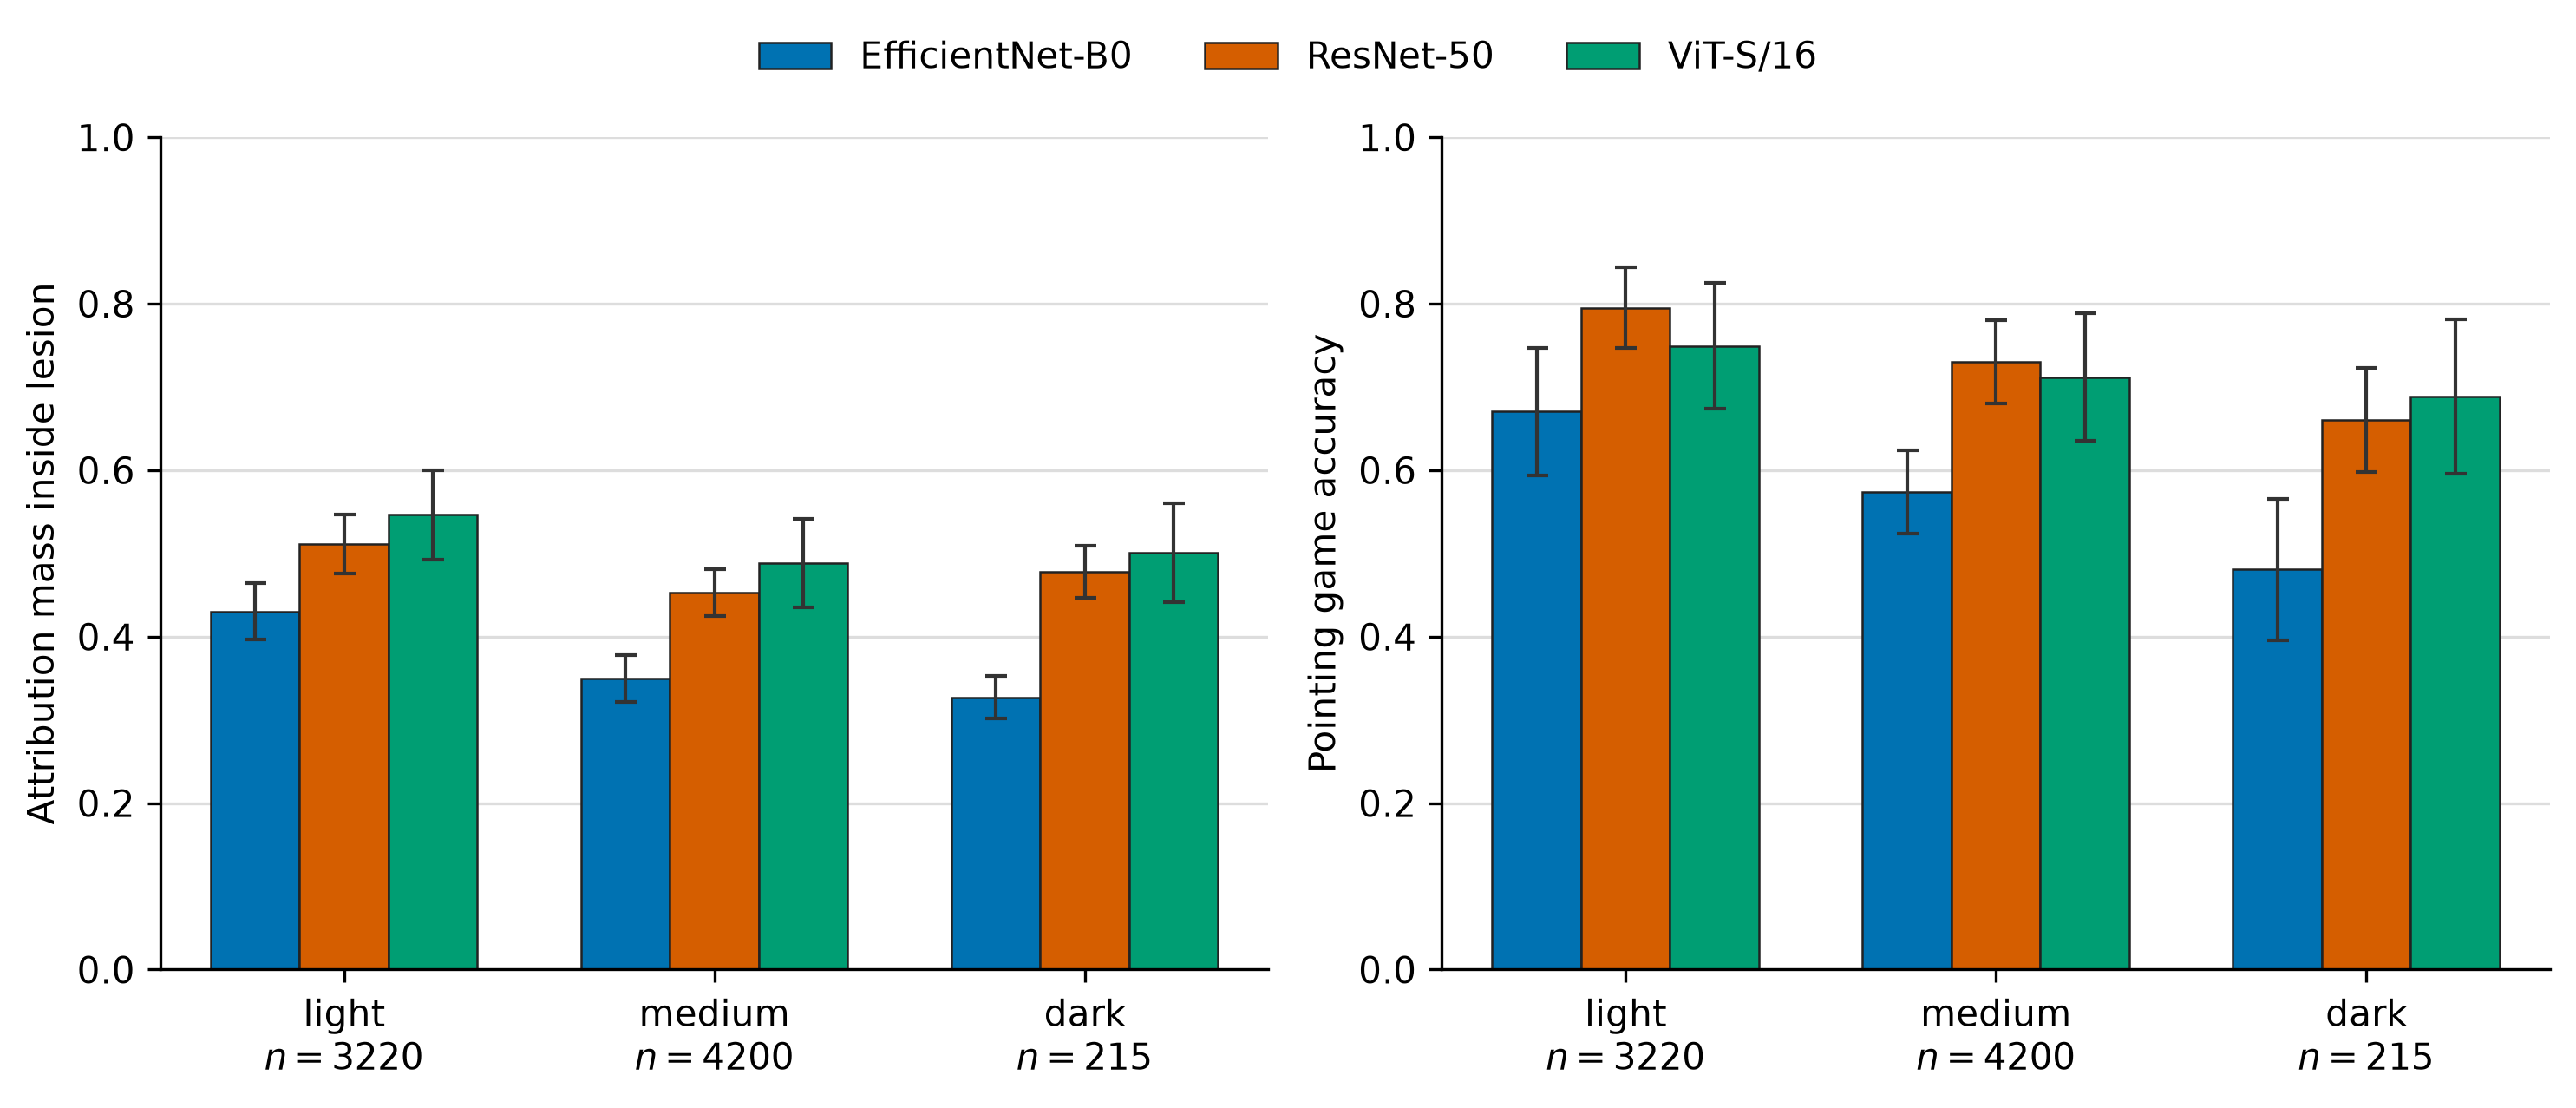 EfficientNet-B0 ResNet-50 ViT-S/16
Attribution mass inside lesion
1.0
0.8
0.6
0.4
0.2
0.0
light medium dark
n = 3220 n = 4200 n = 215
Pointing game accuracy
1.0
0.8
0.6
0.4
0.2
0.0
light medium dark
n = 3220 n = 4200 n = 215